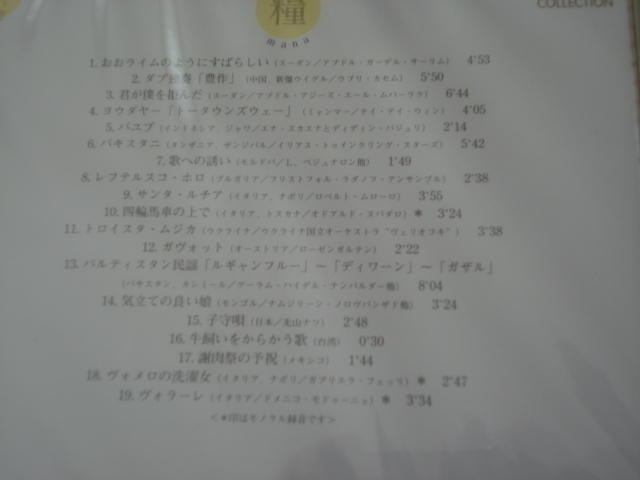 COLLECTION
糧
mana
1. おおライムのようにすばらしい(スーダン／アブドル・ガーデル・サーリム) 4'53
2. ダプ独奏「豊作」(中国、新疆ウイグル／ウブリ・カセム) 5'50
3. 君が僕を拒んだ(スーダン／アブドル・アジーズ・エール・ムバーラク) 6'44
4. ヨウダヤー「トータウンズウェー」(ミャンマー／テイ・テイ・ウィン) 4'05
5. バユブ(インドネシア、ジャワ／エナ・スカエナとディディン・バジュリ) 2'14
6. パキスタニ(タンザニア、ザンジバル／イリアス・トゥインクリング・スターズ) 5'42
7. 歌への誘い(モルドバ／L、ベジュナロン他) 1'49
8. レフテルスコ・ホロ(ブルガリア／フリストフォル・ラダノフ・アンサンブル) 2'38
9. サンタ・ルチア(イタリア、ナポリ／ロベルト・ムローロ) 3'55
10. 四輪馬車の上で(イタリア、トスカナ／オドアルド・スパダロ)＊ 3'24
11. トロイスタ・ムジカ(ウクライナ／ウクライナ国立オーケストラ“ヴェリオフキ”) 3'38
12. ガヴォット(オーストリア／ローゼンガルテン) 2'22
13. バルティスタン民謡「ルギャンフルー」～「ディワーン」～「ガザル」
(パキスタン、カシミール／グーラム・ハイデル・ナンバルダー他) 8'04
14. 気立ての良い娘(モンゴル／ナムジリーン・ノロヴバンザド他) 3'24
15. 子守唄(日本／先山ナツ) 2'48
16. 牛飼いをからかう歌(台湾) 0'30
17. 謝肉祭の予祝(メキシコ) 1'44
18. ヴォメロの洗濯女(イタリア、ナポリ／ガブリエラ・フェッリ)＊ 2'47
19. ヴォラーレ(イタリア／ドメニコ・モドゥーニョ)＊ 3'34
＜＊印はモノラル録音です＞